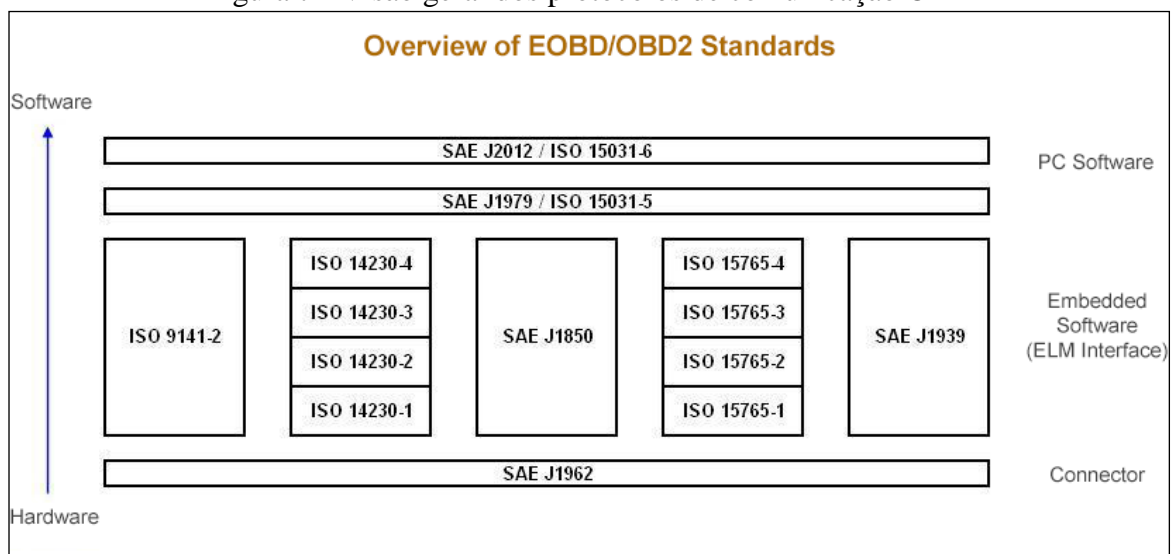 Overview of EOBD/OBD2 Standards
Software
SAE J2012 / ISO 15031-6
PC Software
SAE J1979 / ISO 15031-5
ISO 9141-2
ISO 14230-4
ISO 14230-3
ISO 14230-2
ISO 14230-1
SAE J1850
ISO 15765-4
ISO 15765-3
ISO 15765-2
ISO 15765-1
SAE J1939
Embedded
Software
(ELM Interface)
SAE J1962
Connector
Hardware